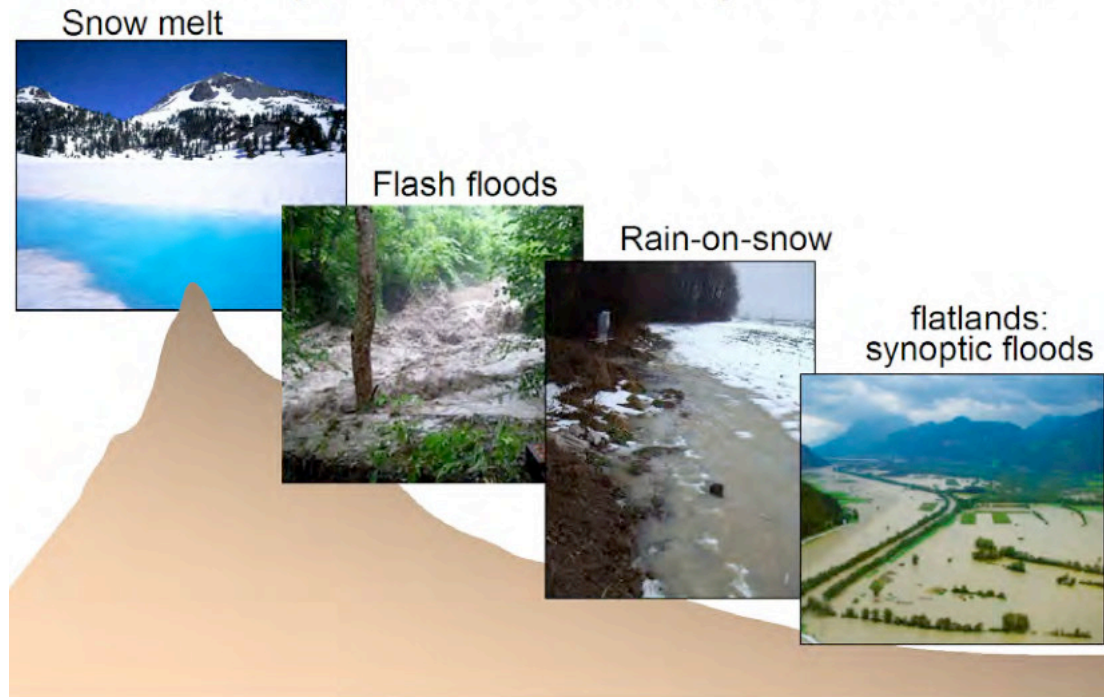 Snow melt
Flash floods
Rain-on-snow
flatlands:
synoptic floods